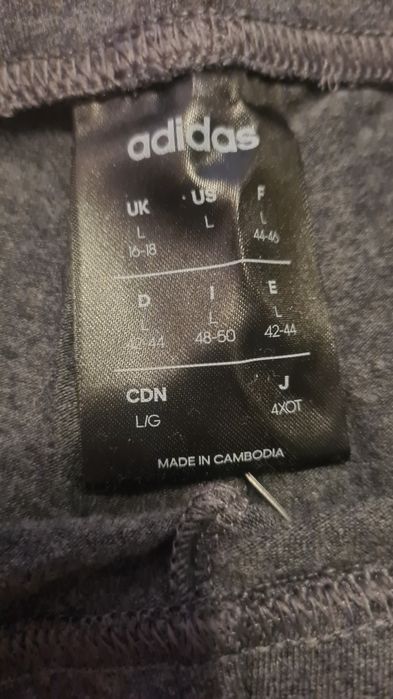 adidas
UK US F
L L L
16-18 44-46
D I E
L L L
42-44 48-50 42-44
CDN J
L/G 4XOT
MADE IN CAMBODIA